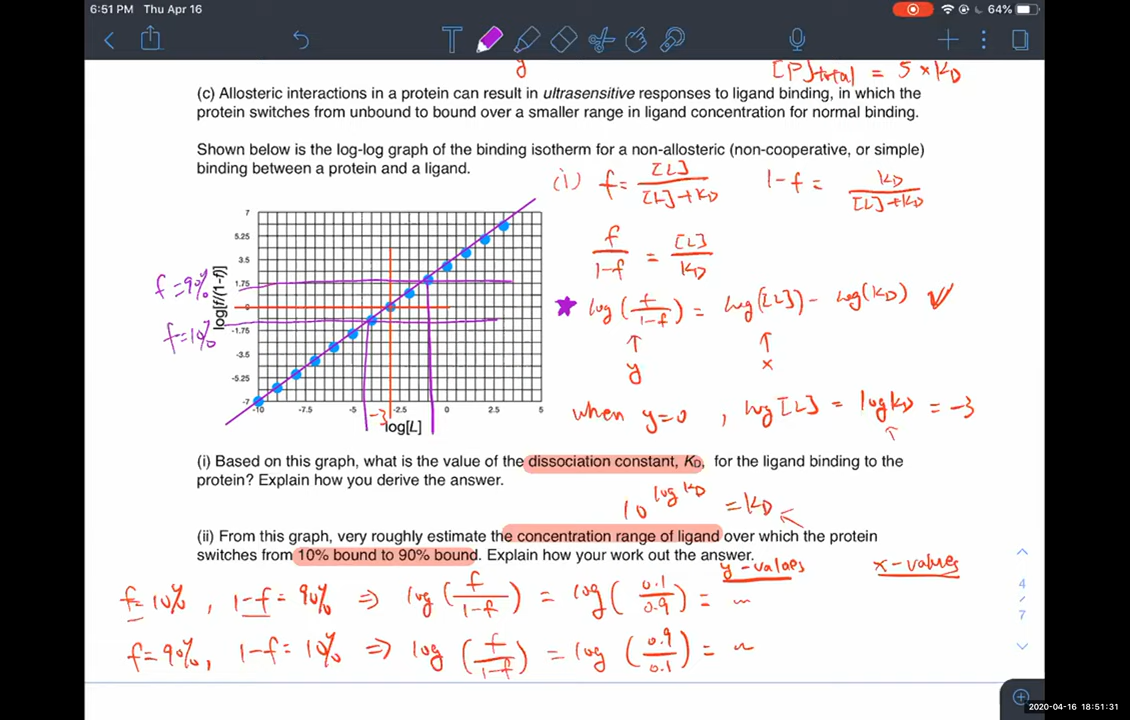 6:51 PM Thu Apr 16
64%
T
y
[P]total = 5 × KD
(c) Allosteric interactions in a protein can result in ultrasensitive responses to ligand binding, in which the
protein switches from unbound to bound over a smaller range in ligand concentration for normal binding.
Shown below is the log-log graph of the binding isotherm for a non-allosteric (non-cooperative, or simple)
binding between a protein and a ligand.
(i) f = [L] / [L]+KD 1-f = KD / [L]+KD
f / 1-f = [L] / KD
★ log(f / 1-f) = log([L]) - log(KD) ✓
↑ ↑
y x
when y=0 , log[L] = log KD = -3
↑
7
5.25
3.5
1.75
0
-1.75
-3.5
-5.25
-7
log[f/(1-f)]
f=90%
f=10%
-10 -7.5 -5 -2.5 0 2.5 5
-3
log[L]
(i) Based on this graph, what is the value of the dissociation constant, KD, for the ligand binding to the
protein? Explain how you derive the answer.
10^log KD = KD
(ii) From this graph, very roughly estimate the concentration range of ligand over which the protein
switches from 10% bound to 90% bound. Explain how your work out the answer.
y-values x-values
f=10% , 1-f = 90% ⇒ log(f / 1-f) = log(0.1 / 0.9) = ~
f=90%, 1-f = 10% ⇒ log(f / 1-f) = log(0.9 / 0.1) = ~
4
/
7
2020-04-16 18:51:31